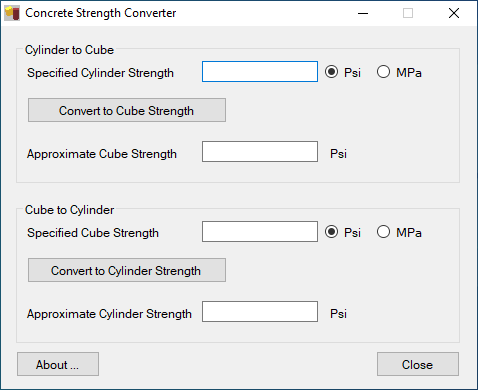 Concrete Strength Converter
Cylinder to Cube
Specified Cylinder Strength Psi MPa
Convert to Cube Strength
Approximate Cube Strength Psi
Cube to Cylinder
Specified Cube Strength Psi MPa
Convert to Cylinder Strength
Approximate Cylinder Strength Psi
About ... Close